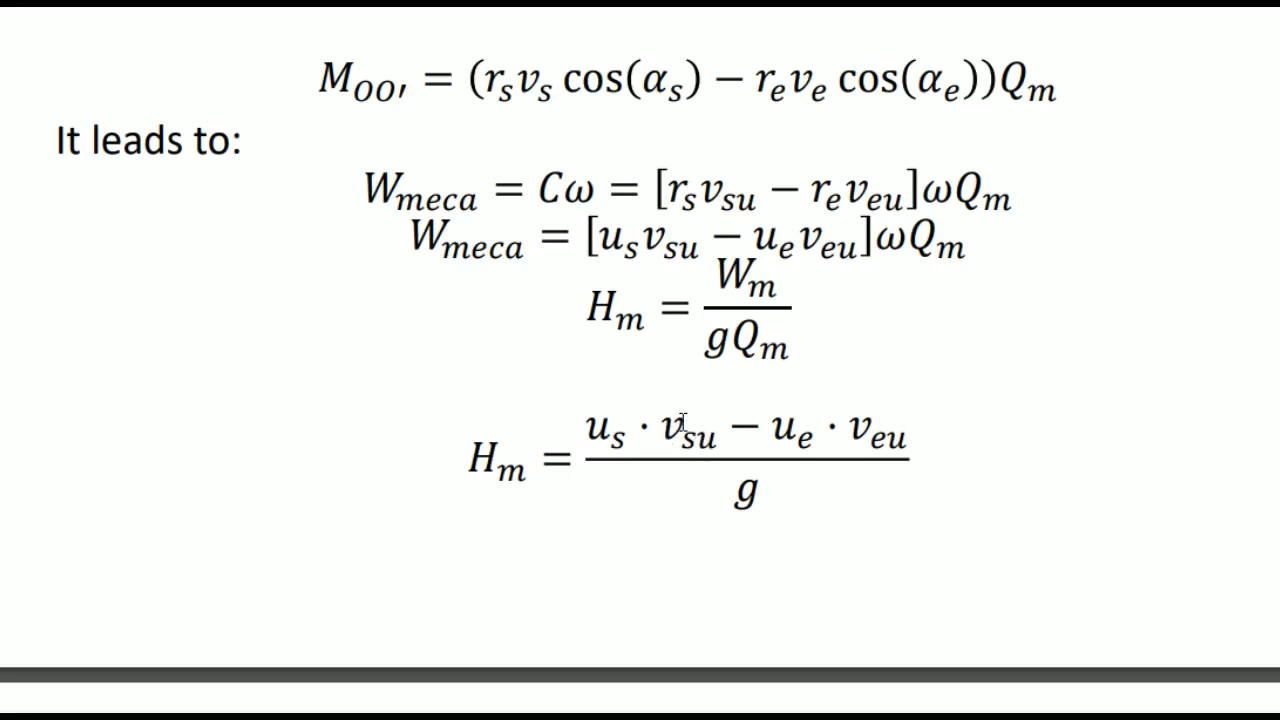 M_{OO'} = (r_s v_s cos(α_s) − r_e v_e cos(α_e))Q_m
It leads to:
W_{meca} = Cω = [r_s v_{su} − r_e v_{eu}]ωQ_m
W_{meca} = [u_s v_{su} − u_e v_{eu}]ωQ_m
H_m = \frac{W_m}{gQ_m}
H_m = \frac{u_s · v_{su} − u_e · v_{eu}}{g}